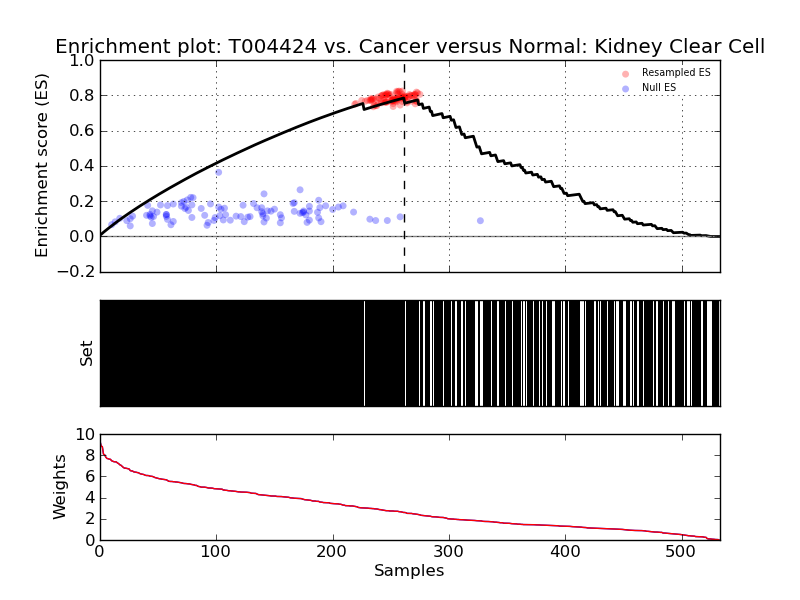 Enrichment plot: T004424 vs. Cancer versus Normal: Kidney Clear Cell
1.0
0.8
0.6
0.4
0.2
0.0
−0.2
Enrichment score (ES)
Resampled ES
Null ES
Set
10
8
6
4
2
0
Weights
0 100 200 300 400 500
Samples